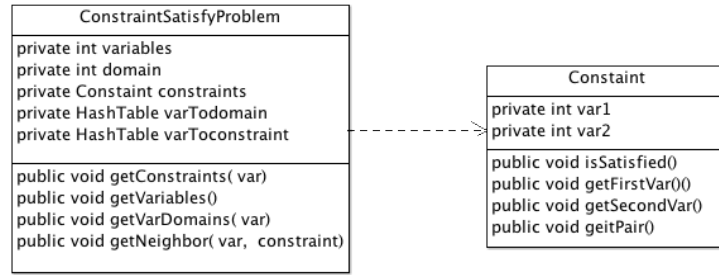 ConstraintSatisfyProblem
private int variables
private int domain
private Constaint constraints
private HashTable varTodomain
private HashTable varToconstraint
public void getConstraints( var)
public void getVariables()
public void getVarDomains( var)
public void getNeighbor( var, constraint)
Constaint
private int var1
private int var2
public void isSatisfied()
public void getFirstVar()()
public void getSecondVar()
public void geitPair()